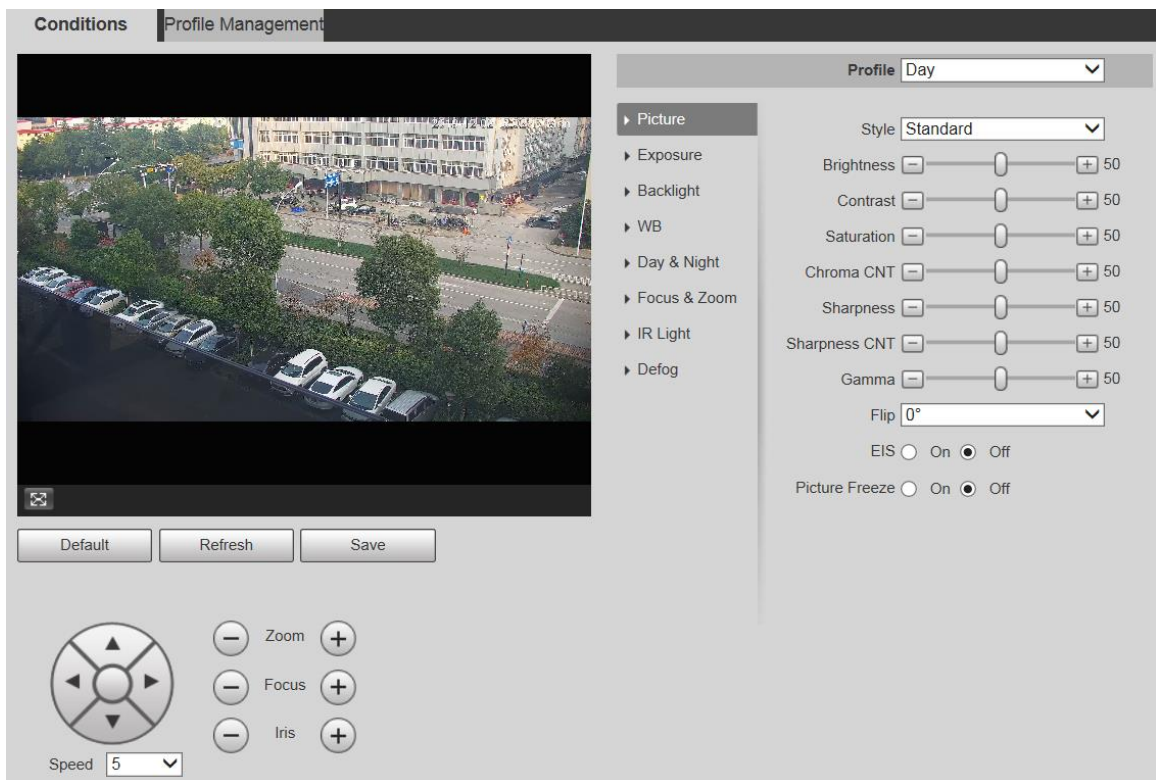 Conditions
Profile Management
Profile Day
Picture
Exposure
Backlight
WB
Day & Night
Focus & Zoom
IR Light
Defog
Style Standard
Brightness 50
Contrast 50
Saturation 50
Chroma CNT 50
Sharpness 50
Sharpness CNT 50
Gamma 50
Flip 0°
EIS On Off
Picture Freeze On Off
Default Refresh Save
Zoom
Focus
Iris
Speed 5